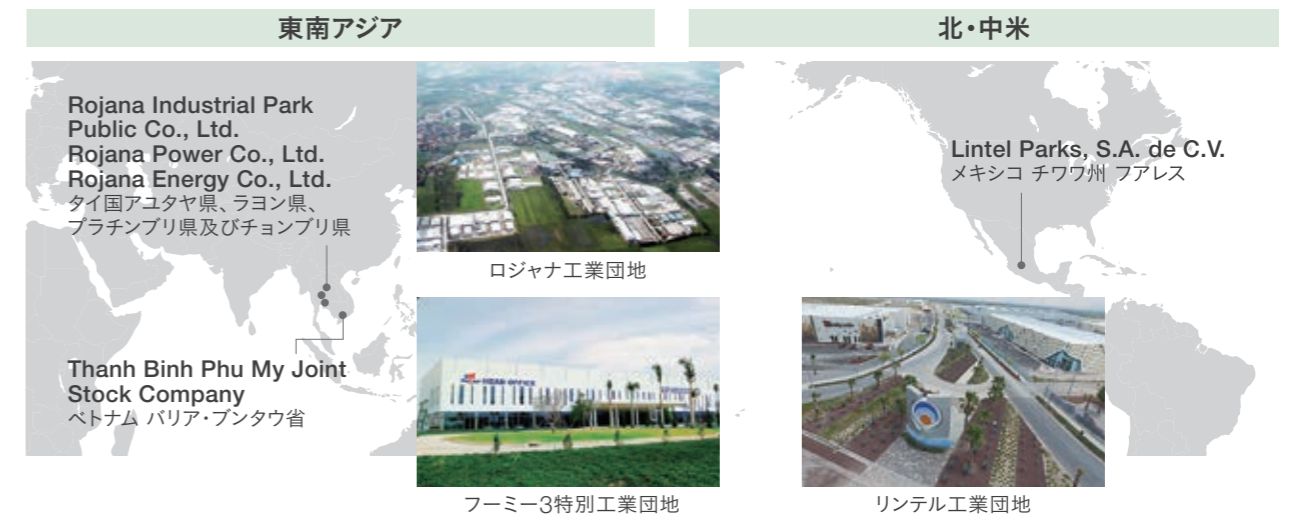 東南アジア
Rojana Industrial Park
Public Co., Ltd.
Rojana Power Co., Ltd.
Rojana Energy Co., Ltd.
タイ国アユタヤ県、ラヨン県、
プラチンブリ県及びチョンブリ県
ロジャナ工業団地
Thanh Binh Phu My Joint
Stock Company
ベトナム バリア・ブンタウ省
HEAD OFFICE
フーミー3特別工業団地
北・中米
Lintel Parks, S.A. de C.V.
メキシコ チワワ州 フアレス
リンテル工業団地